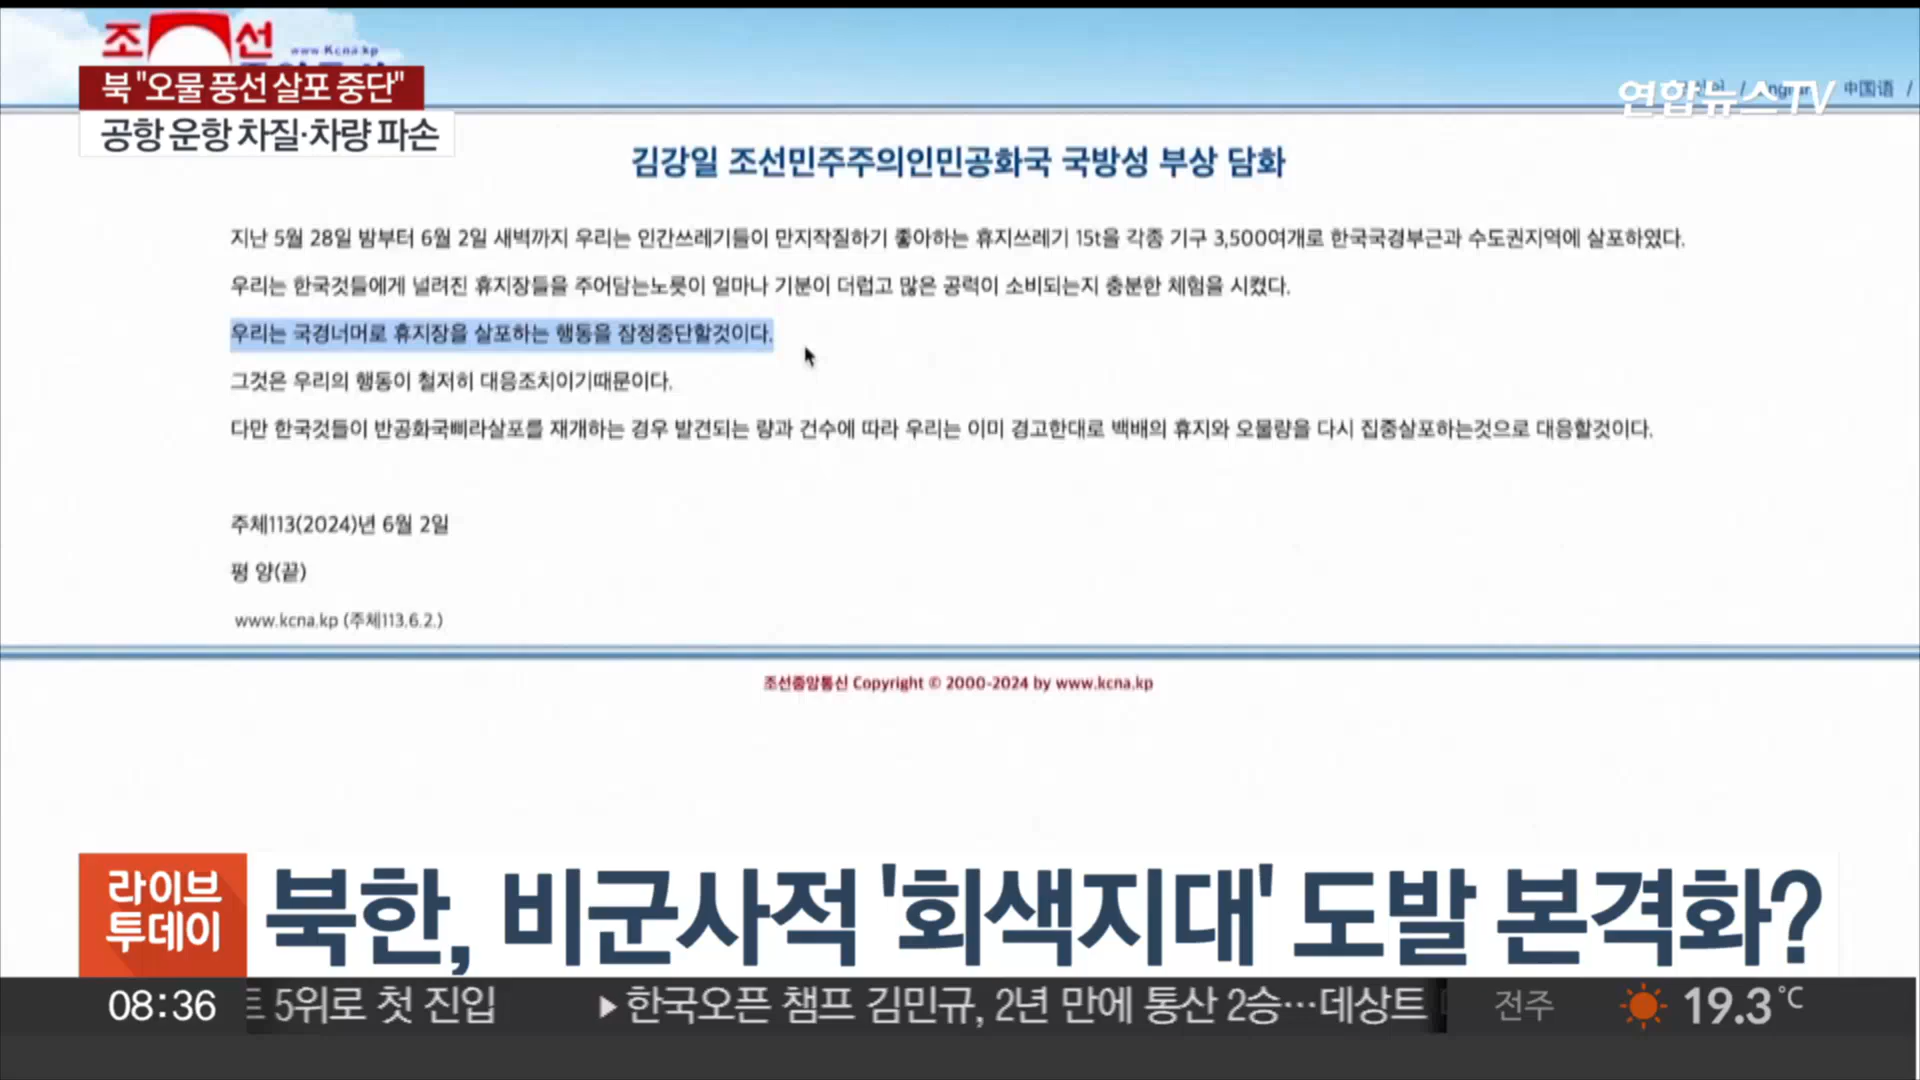 조선
www.Kcna.kp
북 "오물 풍선 살포 중단"
공항 운항 차질·차량 파손
中国语 /
연합뉴스TV
김강일 조선민주주의인민공화국 국방성 부상 담화
지난 5월 28일 밤부터 6월 2일 새벽까지 우리는 인간쓰레기들이 만지작질하기 좋아하는 휴지쓰레기 15t을 각종 기구 3,500여개로 한국국경부근과 수도권지역에 살포하였다.
우리는 한국것들에게 널려진 휴지장들을 주어담는노릇이 얼마나 기분이 더럽고 많은 공력이 소비되는지 충분한 체험을 시켰다.
우리는 국경너머로 휴지장을 살포하는 행동을 잠정중단할것이다.
그것은 우리의 행동이 철저히 대응조치이기때문이다.
다만 한국것들이 반공화국삐라살포를 재개하는 경우 발견되는 량과 건수에 따라 우리는 이미 경고한대로 백배의 휴지와 오물량을 다시 집중살포하는것으로 대응할것이다.
주체113(2024)년 6월 2일
평 양(끝)
www.kcna.kp (주체113.6.2.)
조선중앙통신 Copyright © 2000-2024 by www.kcna.kp
라이브
투데이
북한, 비군사적 '회색지대' 도발 본격화?
08:36
트 5위로 첫 진입 ▶한국오픈 챔프 김민규, 2년 만에 통산 2승…데상트
전주 19.3℃